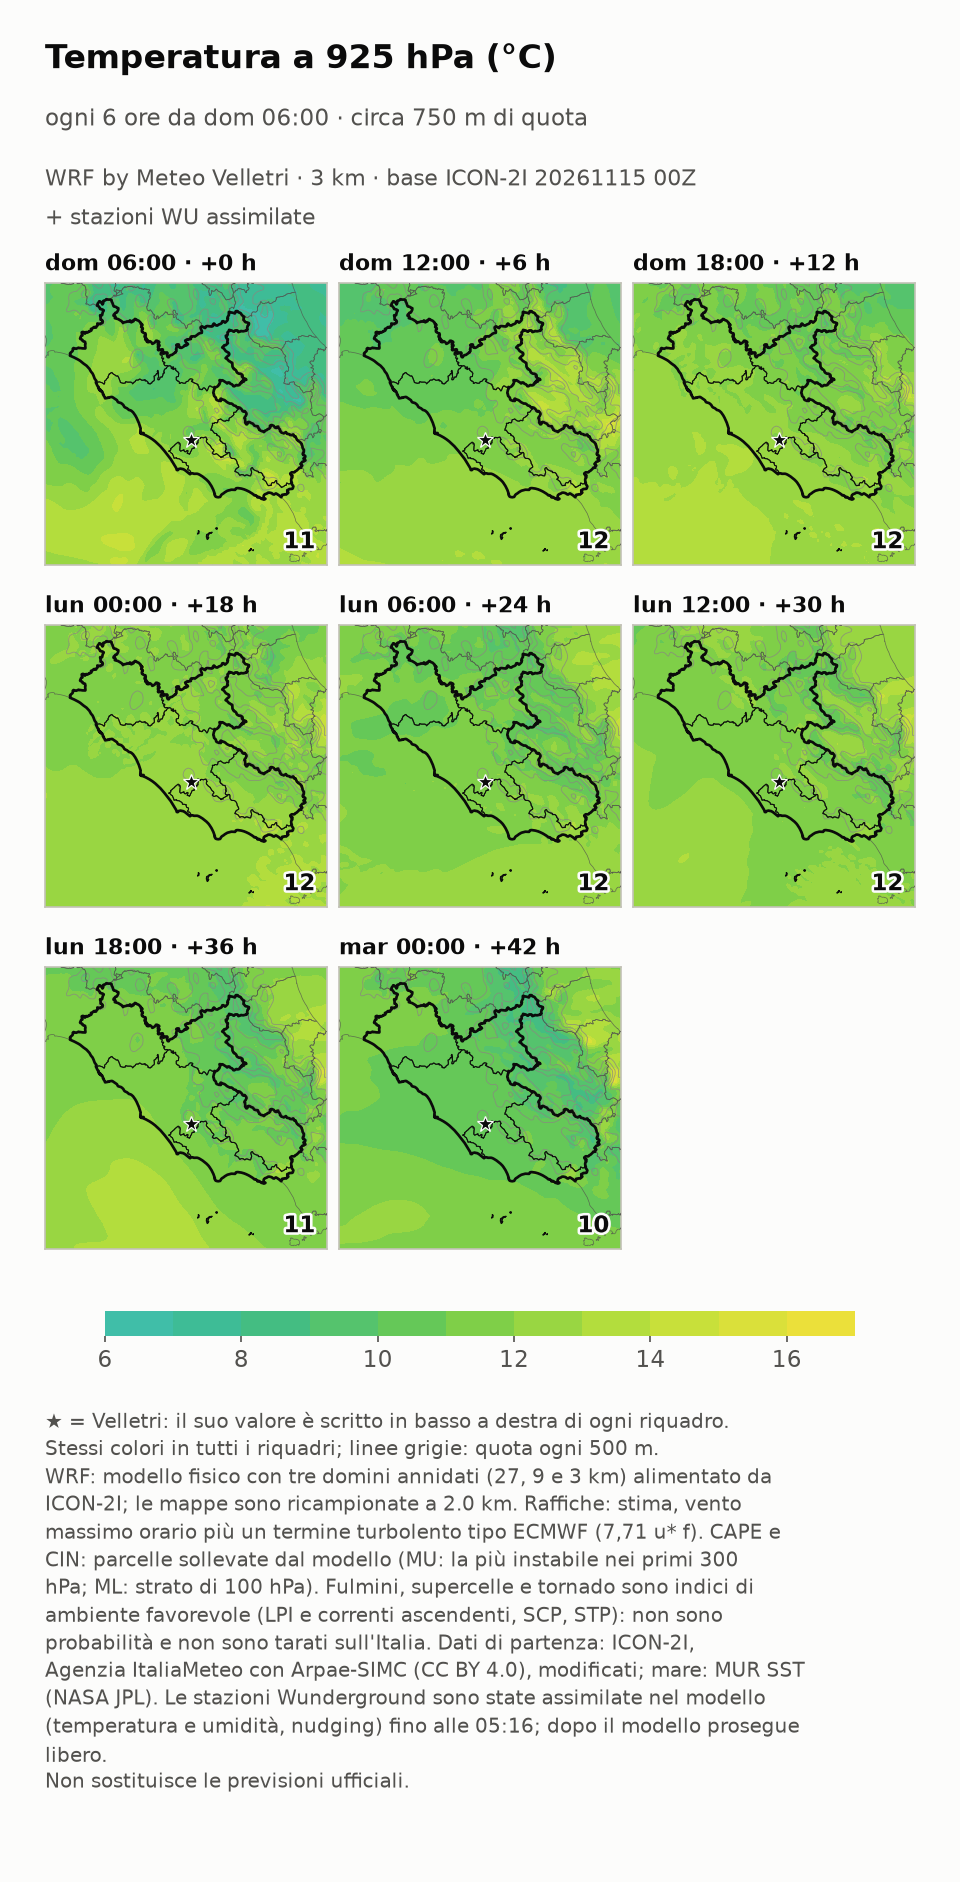 Temperatura a 925 hPa (°C)
ogni 6 ore da dom 06:00 · circa 750 m di quota
WRF by Meteo Velletri · 3 km · base ICON-2I 20261115 00Z
+ stazioni WU assimilate
dom 06:00 · +0 h
dom 12:00 · +6 h
dom 18:00 · +12 h
11
12
12
lun 00:00 · +18 h
lun 06:00 · +24 h
lun 12:00 · +30 h
12
12
12
lun 18:00 · +36 h
mar 00:00 · +42 h
11
10
6 8 10 12 14 16
★ = Velletri: il suo valore è scritto in basso a destra di ogni riquadro.
Stessi colori in tutti i riquadri; linee grigie: quota ogni 500 m.
WRF: modello fisico con tre domini annidati (27, 9 e 3 km) alimentato da
ICON-2I; le mappe sono ricampionate a 2.0 km. Raffiche: stima, vento
massimo orario più un termine turbolento tipo ECMWF (7,71 u* f). CAPE e
CIN: parcelle sollevate dal modello (MU: la più instabile nei primi 300
hPa; ML: strato di 100 hPa). Fulmini, supercelle e tornado sono indici di
ambiente favorevole (LPI e correnti ascendenti, SCP, STP): non sono
probabilità e non sono tarati sull'Italia. Dati di partenza: ICON-2I,
Agenzia ItaliaMeteo con Arpae-SIMC (CC BY 4.0), modificati; mare: MUR SST
(NASA JPL). Le stazioni Wunderground sono state assimilate nel modello
(temperatura e umidità, nudging) fino alle 05:16; dopo il modello prosegue
libero.
Non sostituisce le previsioni ufficiali.